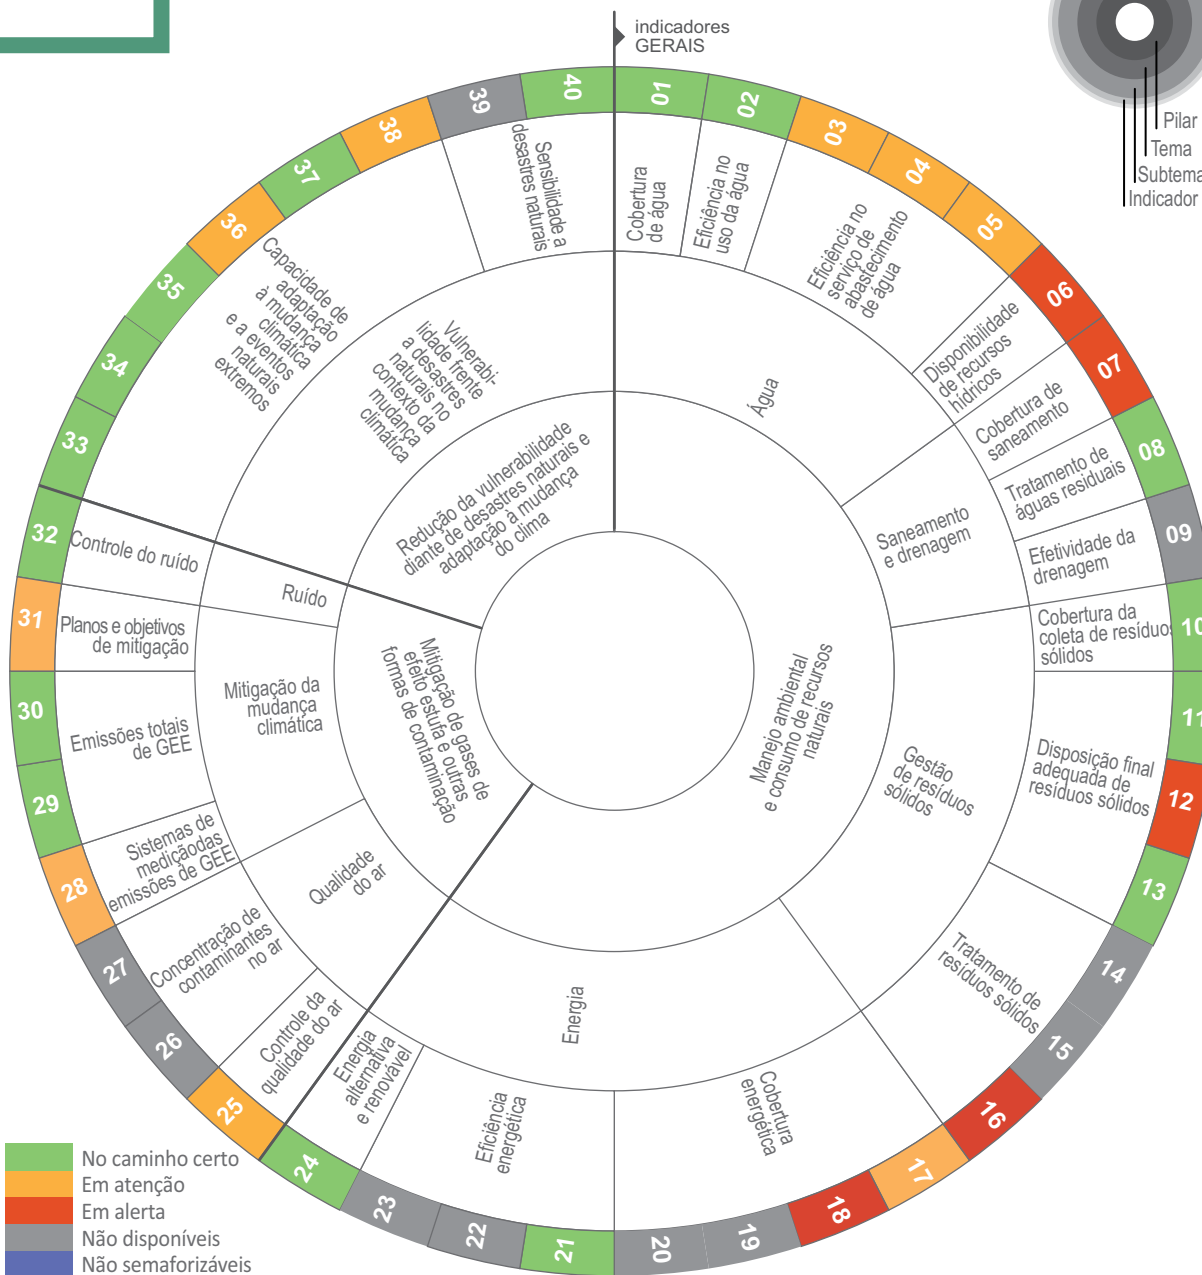 indicadores
GERAIS
Pilar
Tema
Subtema
Indicador
01
02
03
04
05
06
07
08
09
10
11
12
13
14
15
16
17
18
19
20
21
22
23
24
25
26
27
28
29
30
31
32
33
34
35
36
37
38
39
40
Cobertura
de água
Eficiência no
uso da água
Eficiência no
serviço de
abastecimento
de água
Disponibilidade
de recursos
hídricos
Cobertura de
saneamento
Tratamento de
águas residuais
Efetividade da
drenagem
Cobertura da
coleta de resíduos
sólidos
Disposição final
adequada de
resíduos sólidos
Tratamento de
resíduos sólidos
Cobertura
energética
Eficiência
energética
Energia
alternativa
e renovável
Controle da
qualidade do ar
Concentração de
contaminantes
no ar
Sistemas de
mediçãodas
emissões de GEE
Emissões totais
de GEE
Planos e objetivos
de mitigação
Controle do ruído
Capacidade de
adaptação
à mudança
climática
e a eventos
naturais
extremos
Sensibilidade a
desastres naturais
Água
Saneamento
e drenagem
Gestão
de resíduos
sólidos
Energia
Qualidade
do ar
Mitigação da
mudança
climática
Ruído
Vulnerabi-
lidade frente
a desastres
naturais no
contexto da
mudança
climática
Manejo ambiental
e consumo de recursos
naturais
Mitigação de gases de
efeito estufa e outras
formas de contaminação
Redução da vulnerabilidade
diante de desastres naturais e
adaptação à mudança
do clima
No caminho certo
Em atenção
Em alerta
Não disponíveis
Não semaforizáveis